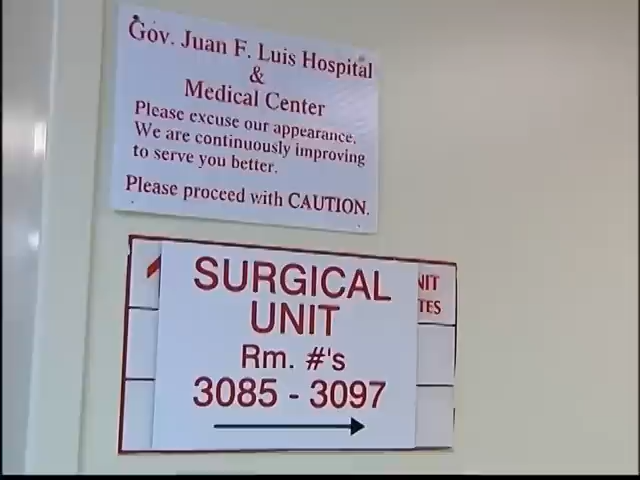 Gov. Juan F. Luis Hospital
&
Medical Center
Please excuse our appearance.
We are continuously improving
to serve you better.
Please proceed with CAUTION.
SURGICAL
UNIT
Rm. #'s
3085 - 3097